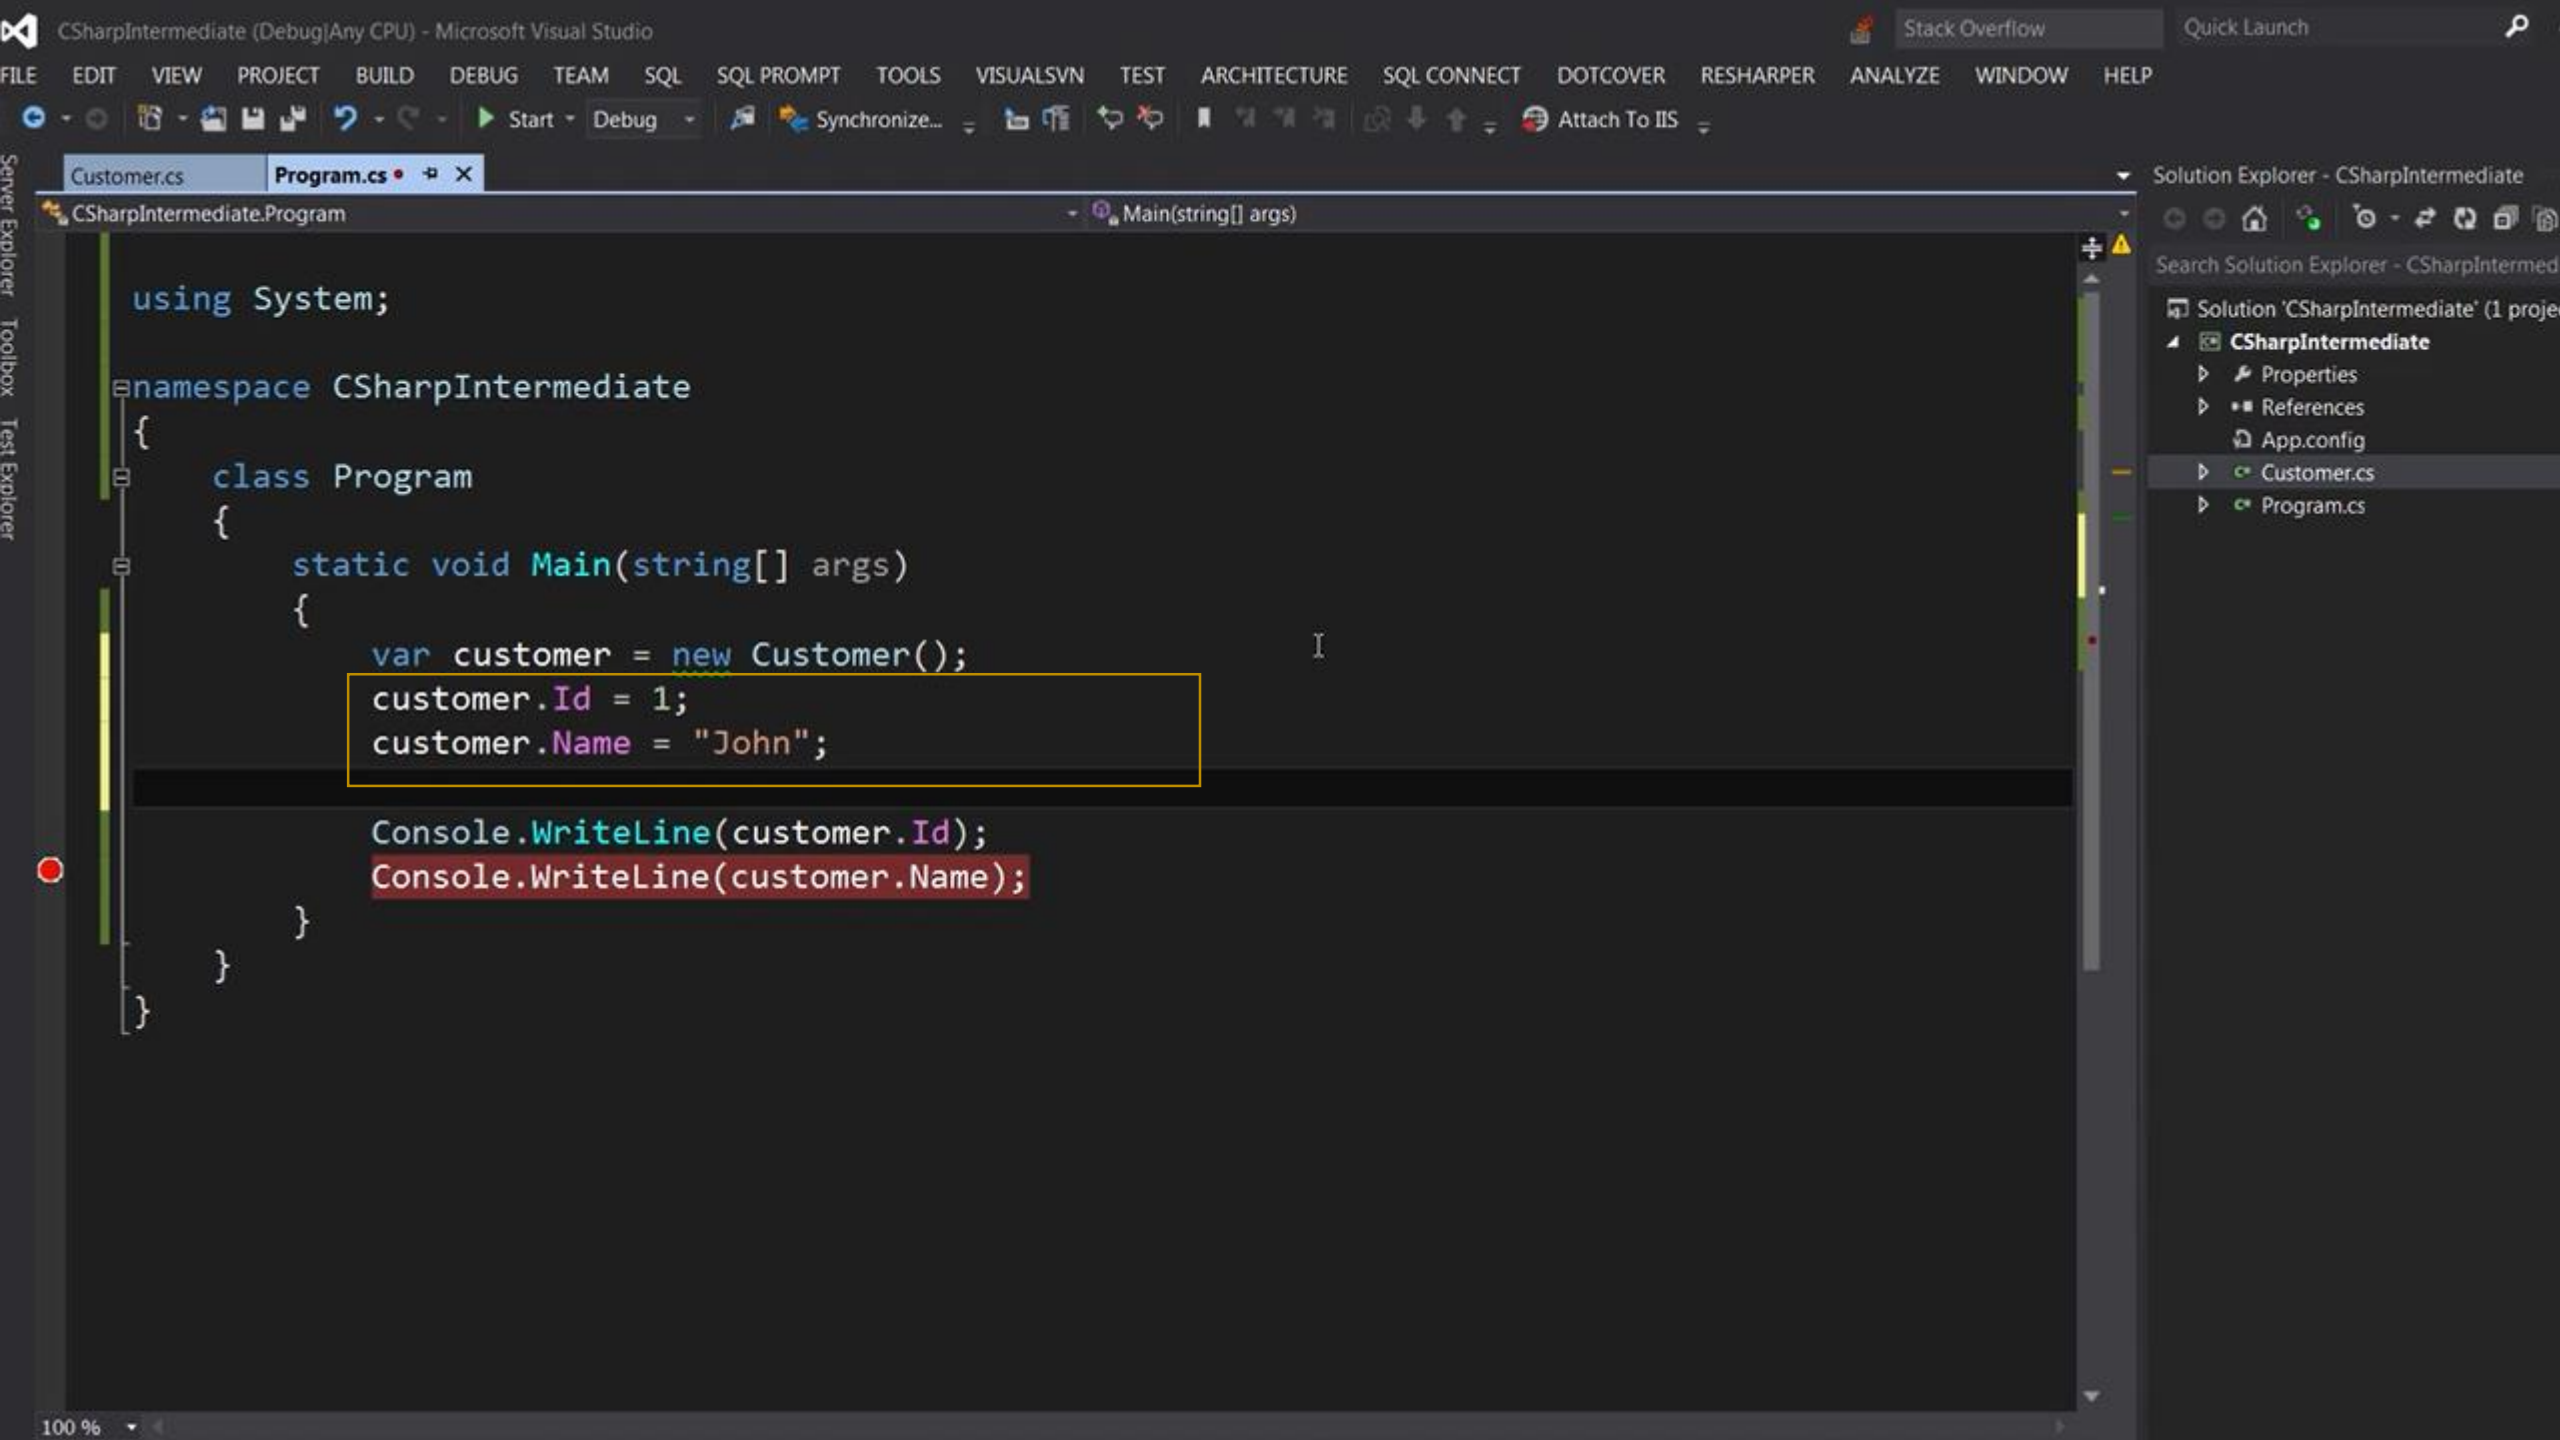 CSharpIntermediate (Debug|Any CPU) - Microsoft Visual Studio
Stack Overflow
Quick Launch
FILE EDIT VIEW PROJECT BUILD DEBUG TEAM SQL SQL PROMPT TOOLS VISUALSVN TEST ARCHITECTURE SQL CONNECT DOTCOVER RESHARPER ANALYZE WINDOW HELP
Start Debug Synchronize... Attach To IIS
Server Explorer
Toolbox
Test Explorer
Customer.cs Program.cs
CSharpIntermediate.Program Main(string[] args)
using System;
namespace CSharpIntermediate
{
class Program
{
static void Main(string[] args)
{
var customer = new Customer();
customer.Id = 1;
customer.Name = "John";
Console.WriteLine(customer.Id);
Console.WriteLine(customer.Name);
}
}
}
100 %
Solution Explorer - CSharpIntermediate
Search Solution Explorer - CSharpIntermed
Solution 'CSharpIntermediate' (1 proje
CSharpIntermediate
Properties
References
App.config
Customer.cs
Program.cs